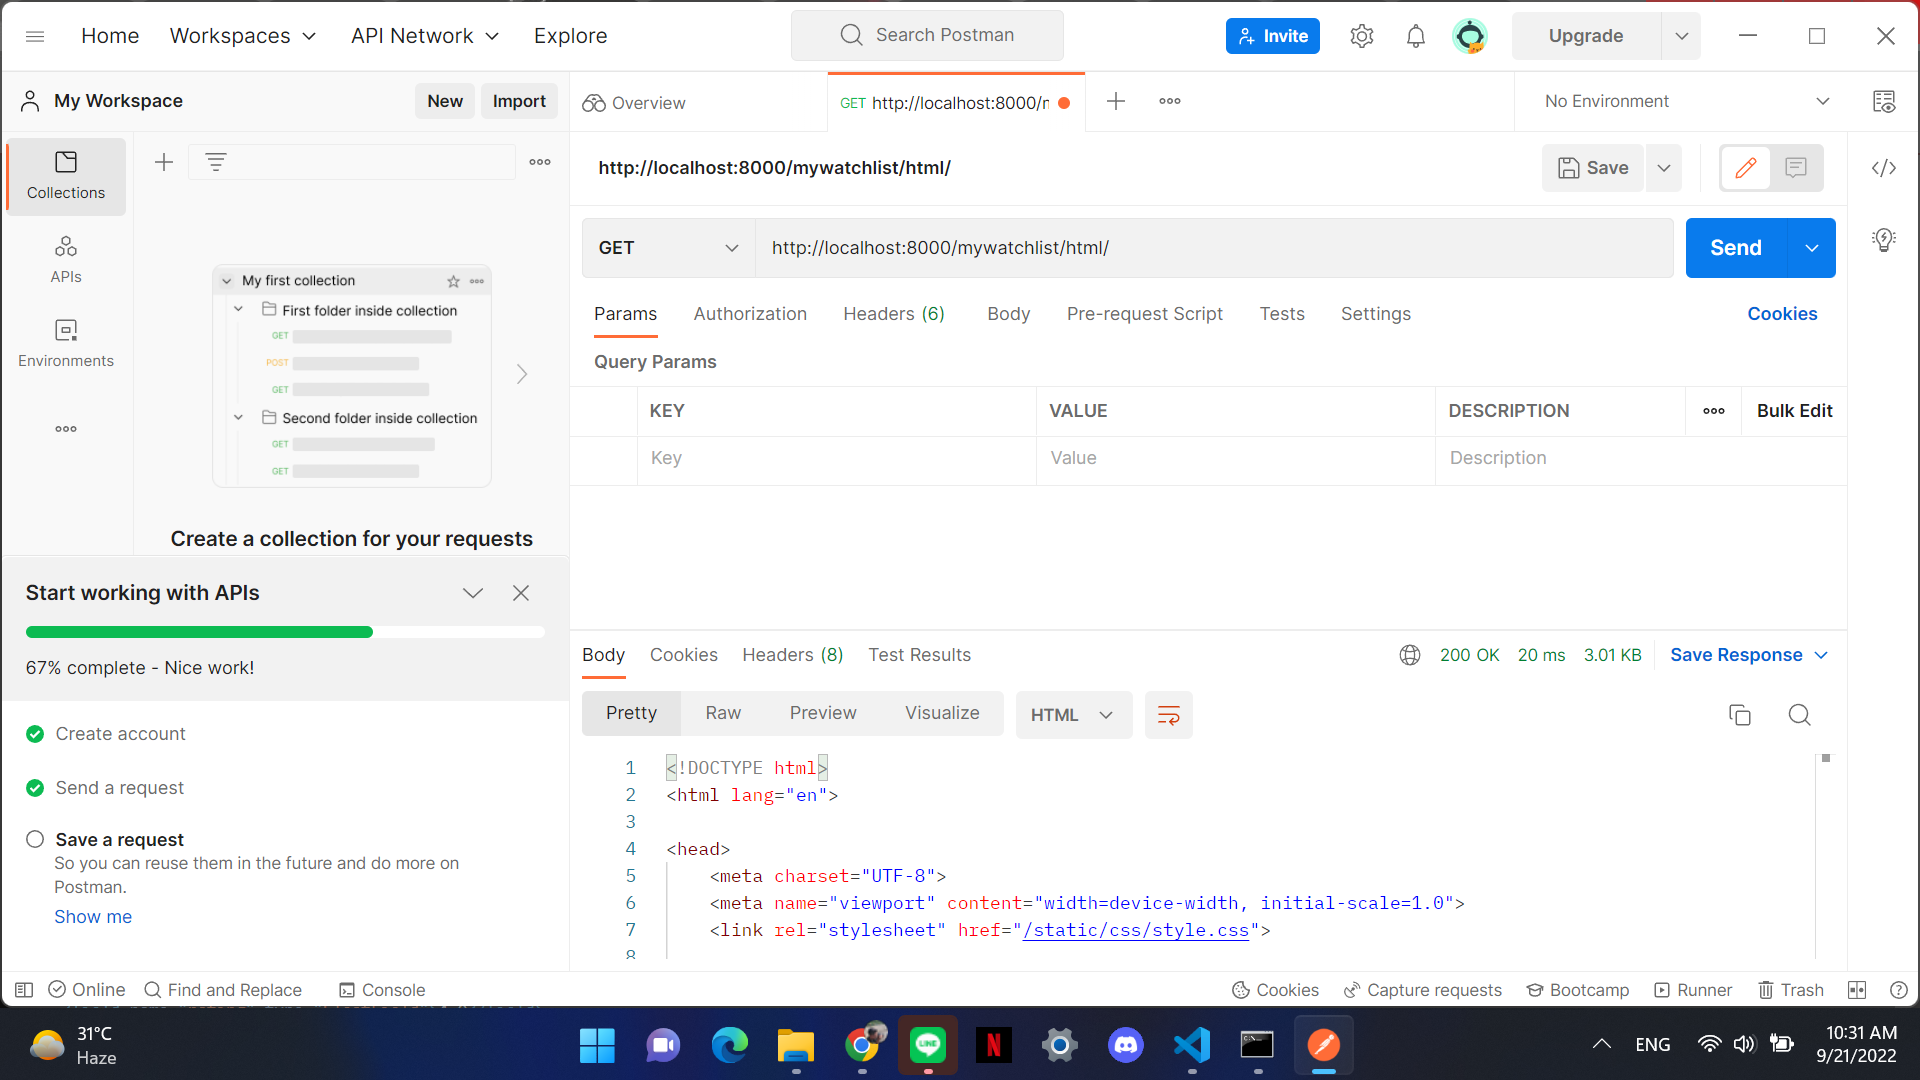 Home
Workspaces
API Network
Explore
Search Postman
Invite
Upgrade
My Workspace
New
Import
Overview
GET http://localhost:8000/n
No Environment
Collections
APIs
Environments
My first collection
First folder inside collection
GET
POST
GET
Second folder inside collection
GET
GET
Create a collection for your requests
Start working with APIs
67% complete - Nice work!
Create account
Send a request
Save a request
So you can reuse them in the future and do more on
Postman.
Show me
http://localhost:8000/mywatchlist/html/
Save
GET
http://localhost:8000/mywatchlist/html/
Send
Params
Authorization
Headers (6)
Body
Pre-request Script
Tests
Settings
Cookies
Query Params
KEY
VALUE
DESCRIPTION
Bulk Edit
Key
Value
Description
Body
Cookies
Headers (8)
Test Results
200 OK
20 ms
3.01 KB
Save Response
Pretty
Raw
Preview
Visualize
HTML
1 <!DOCTYPE html>
2 <html lang="en">
3
4 <head>
5 <meta charset="UTF-8">
6 <meta name="viewport" content="width=device-width, initial-scale=1.0">
7 <link rel="stylesheet" href="/static/css/style.css">
8
Online
Find and Replace
Console
Cookies
Capture requests
Bootcamp
Runner
Trash
31°C
Haze
LINE
N
ENG
10:31 AM
9/21/2022